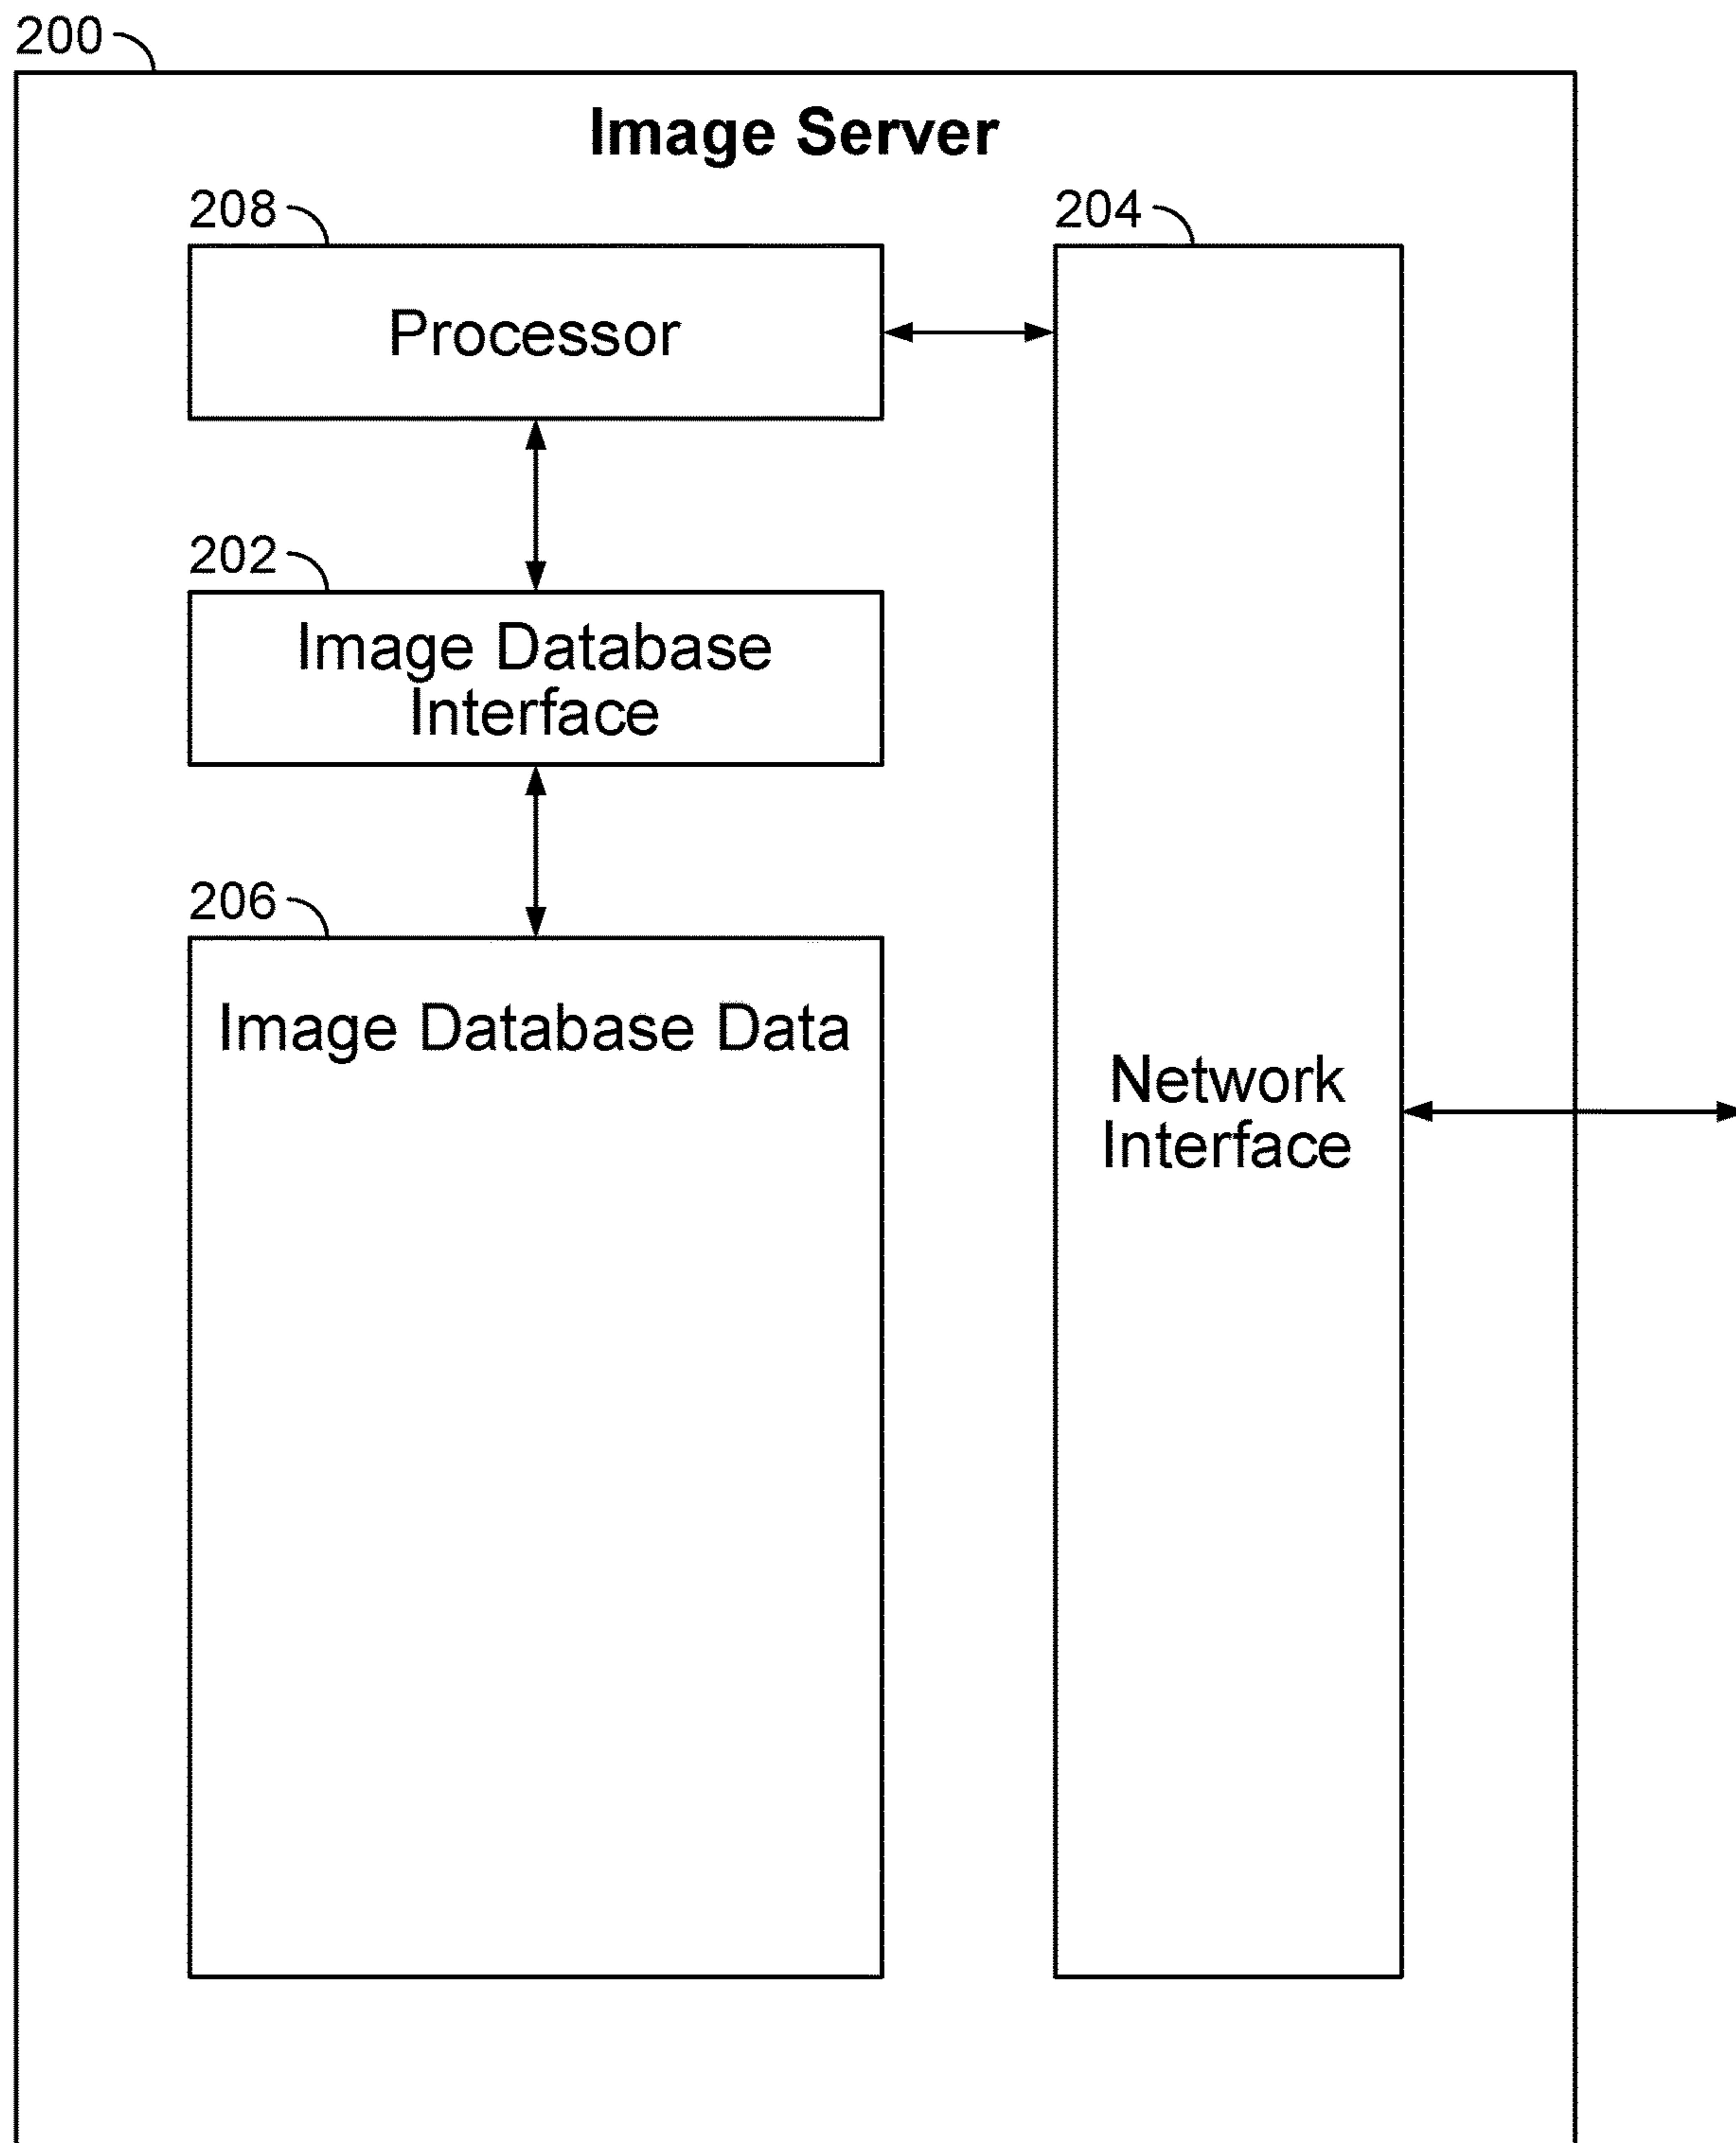 200
Image Server
208
204
Processor
202
Image Database
Interface
206
Image Database Data
Network
Interface